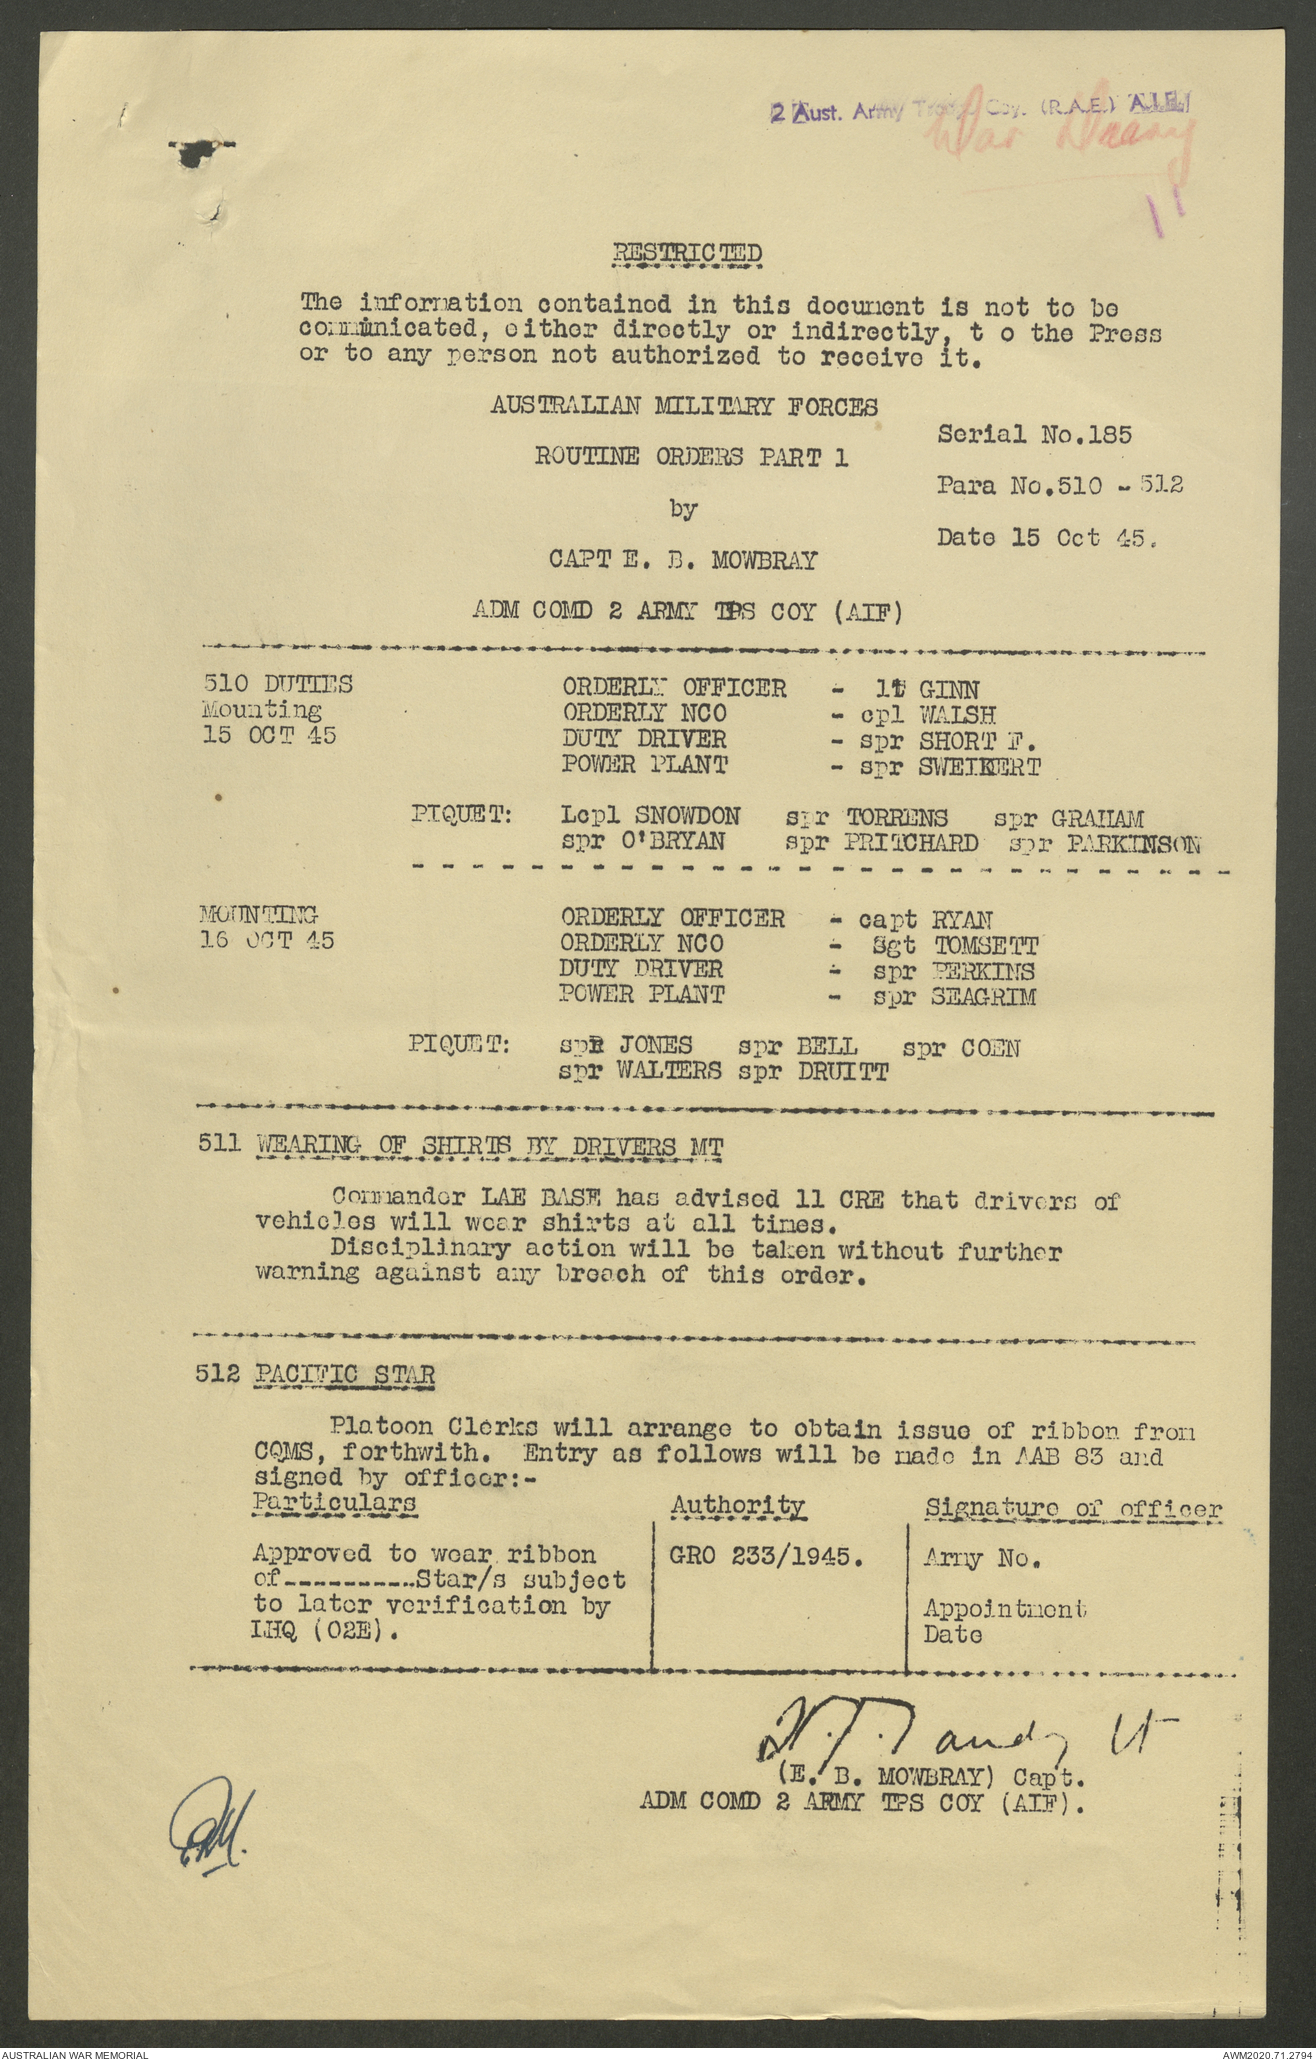 2 Aust. Army Troops Coy. (R.A.E.) A.I.F.
War Diary
11
RESTRICTED
The information contained in this document is not to be
communicated, either directly or indirectly, t o the Press
or to any person not authorized to receive it.
AUSTRALIAN MILITARY FORCES
Serial No.185
ROUTINE ORDERS PART 1
Para No.510 - 512
by
Date 15 Oct 45.
CAPT E. B. MOWBRAY
ADM COMD 2 ARMY TPS COY (AIF)
510 DUTIES ORDERLY OFFICER - lt GINN
Mounting ORDERLY NCO - cpl WALSH
15 OCT 45 DUTY DRIVER - spr SHORT F.
POWER PLANT - spr SWEIKERT
PIQUET: Lcpl SNOWDON spr TORRENS spr GRAHAM
spr O'BRYAN spr PRITCHARD spr PARKINSON
MOUNTING ORDERLY OFFICER - capt RYAN
16 OCT 45 ORDERLY NCO - Sgt TOMSETT
DUTY DRIVER - spr PERKINS
POWER PLANT - spr SEAGRIM
PIQUET: spR JONES spr BELL spr COEN
spr WALTERS spr DRUITT
511 WEARING OF SHIRTS BY DRIVERS MT
Commander LAE BASE has advised 11 CRE that drivers of
vehicles will wear shirts at all times.
Disciplinary action will be taken without further
warning against any breach of this order.
512 PACIFIC STAR
Platoon Clerks will arrange to obtain issue of ribbon from
CQMS, forthwith. Entry as follows will be made in AAB 83 and
signed by officer:-
Particulars Authority Signature of officer
Approved to wear ribbon GRO 233/1945. Army No.
of----------Star/s subject
to later verification by Appointment
LHQ (02E). Date
Lt
(E. B. MOWBRAY) Capt.
ADM COMD 2 ARMY TPS COY (AIF).
AUSTRALIAN WAR MEMORIAL
AWM2020.71.2794